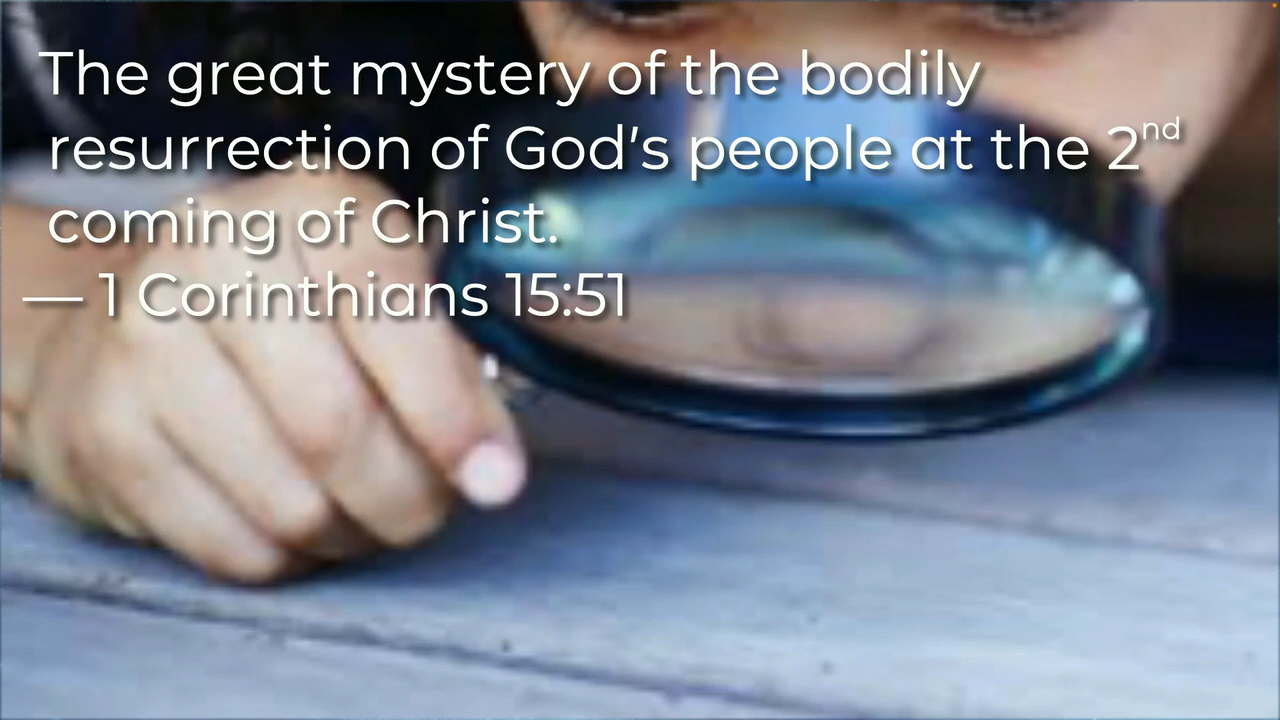 The great mystery of the bodily
resurrection of God's people at the 2nd
coming of Christ.
— 1 Corinthians 15:51